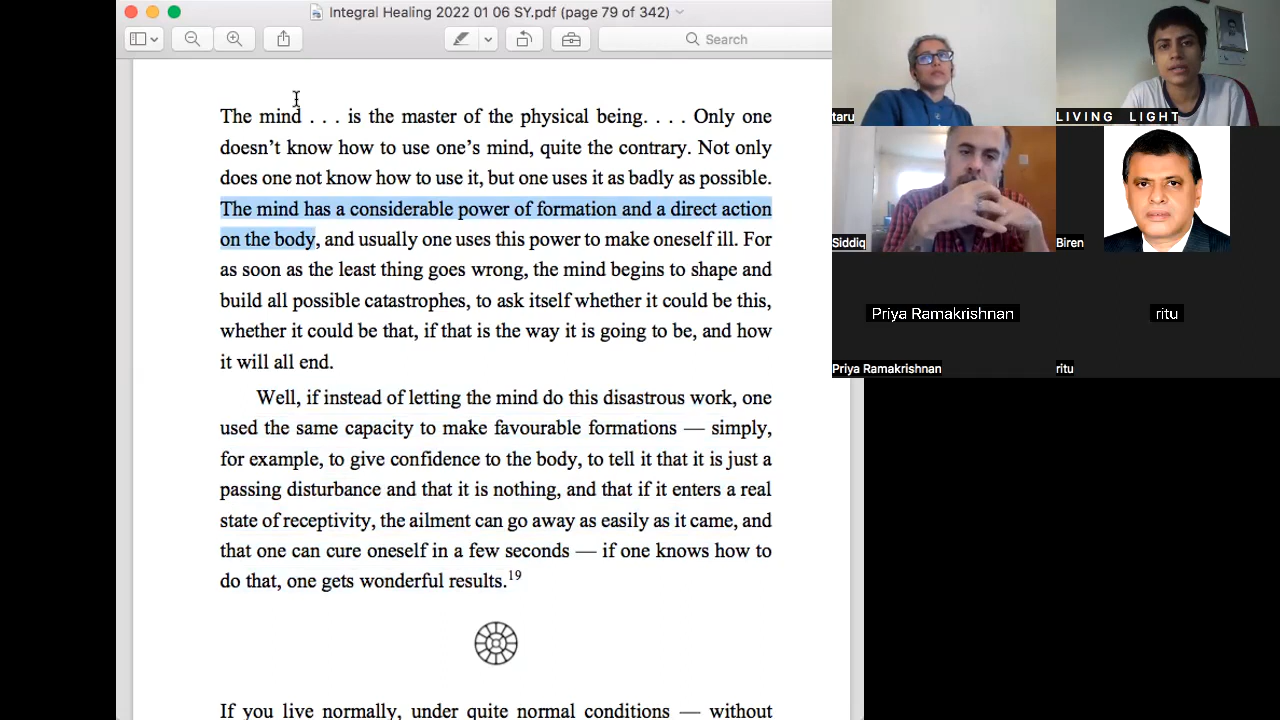 Integral Healing 2022 01 06 SY.pdf (page 79 of 342)
Search
The mind . . . is the master of the physical being. . . . Only one
doesn’t know how to use one’s mind, quite the contrary. Not only
does one not know how to use it, but one uses it as badly as possible.
The mind has a considerable power of formation and a direct action
on the body, and usually one uses this power to make oneself ill. For
as soon as the least thing goes wrong, the mind begins to shape and
build all possible catastrophes, to ask itself whether it could be this,
whether it could be that, if that is the way it is going to be, and how
it will all end.
Well, if instead of letting the mind do this disastrous work, one
used the same capacity to make favourable formations — simply,
for example, to give confidence to the body, to tell it that it is just a
passing disturbance and that it is nothing, and that if it enters a real
state of receptivity, the ailment can go away as easily as it came, and
that one can cure oneself in a few seconds — if one knows how to
do that, one gets wonderful results.19
If you live normally, under quite normal conditions — without
taru
LIVING LIGHT
Siddiq
Biren
Priya Ramakrishnan
ritu
Priya Ramakrishnan
ritu